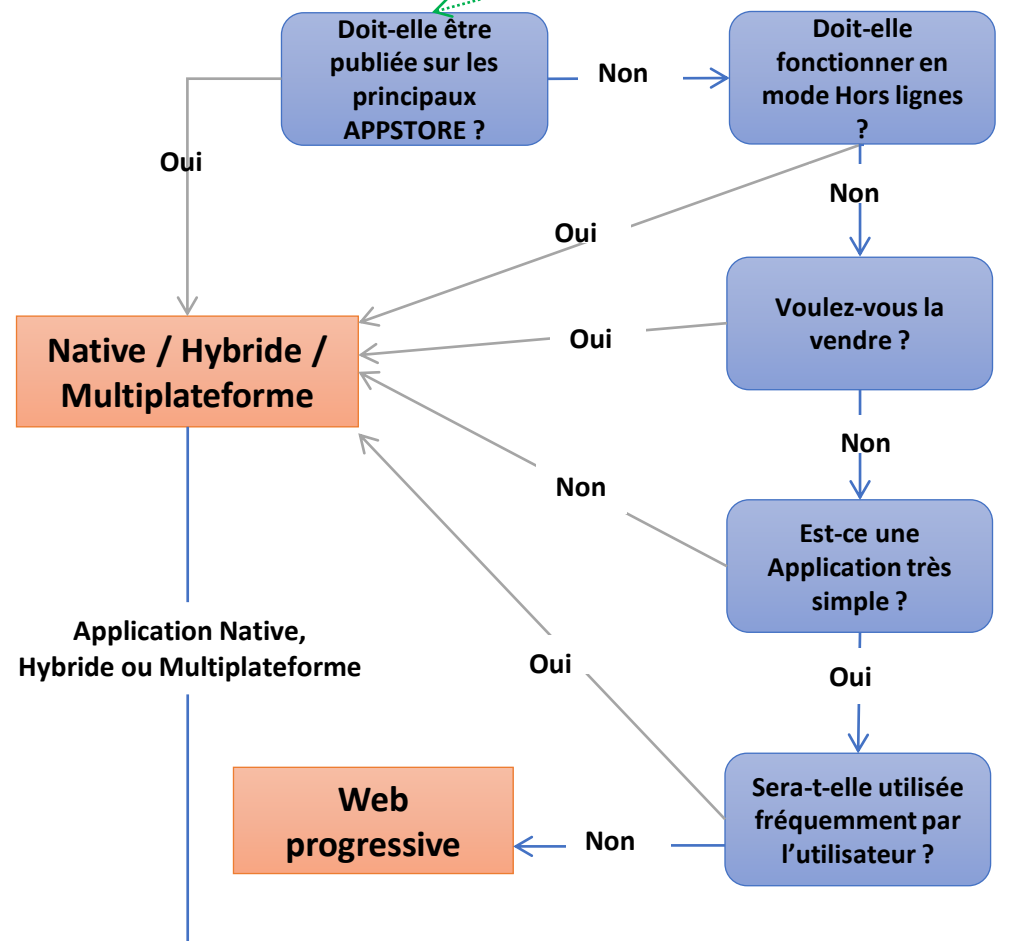 Doit-elle être
publiée sur les
principaux
APPSTORE ?
Non
Doit-elle
fonctionner en
mode Hors lignes
?
Oui
Non
Oui
Voulez-vous la
vendre ?
Oui
Native / Hybride /
Multiplateforme
Non
Non
Est-ce une
Application très
simple ?
Application Native,
Hybride ou Multiplateforme
Oui
Oui
Sera-t-elle utilisée
fréquemment par
l’utilisateur ?
Non
Web
progressive